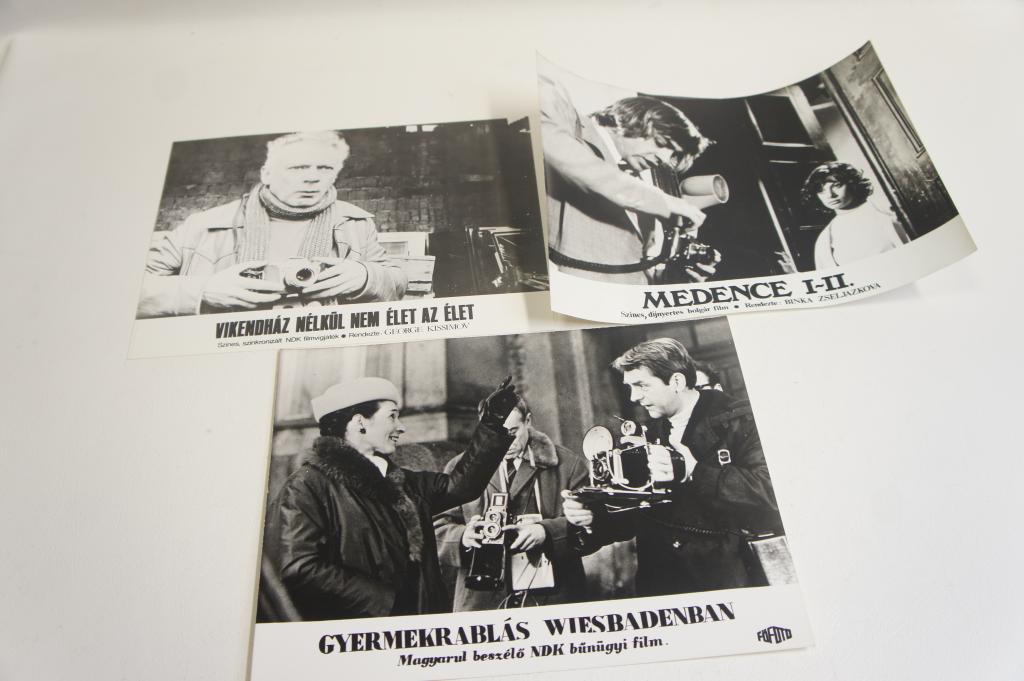 VIKENDHÁZ NÉLKÜL NEM ÉLET AZ ÉLET
Színes, szinkronizált NDK filmvígjáték ● Rendezte: GEORGE KISSIMOV
MEDENCE I-II.
Színes, díjnyertes bolgár film ● Rendezte: BINKA ZSELJAZKOVA
GYERMEKRABLÁS WIESBADENBAN
Magyarul beszélő NDK bűnügyi film.
FŐFOTO